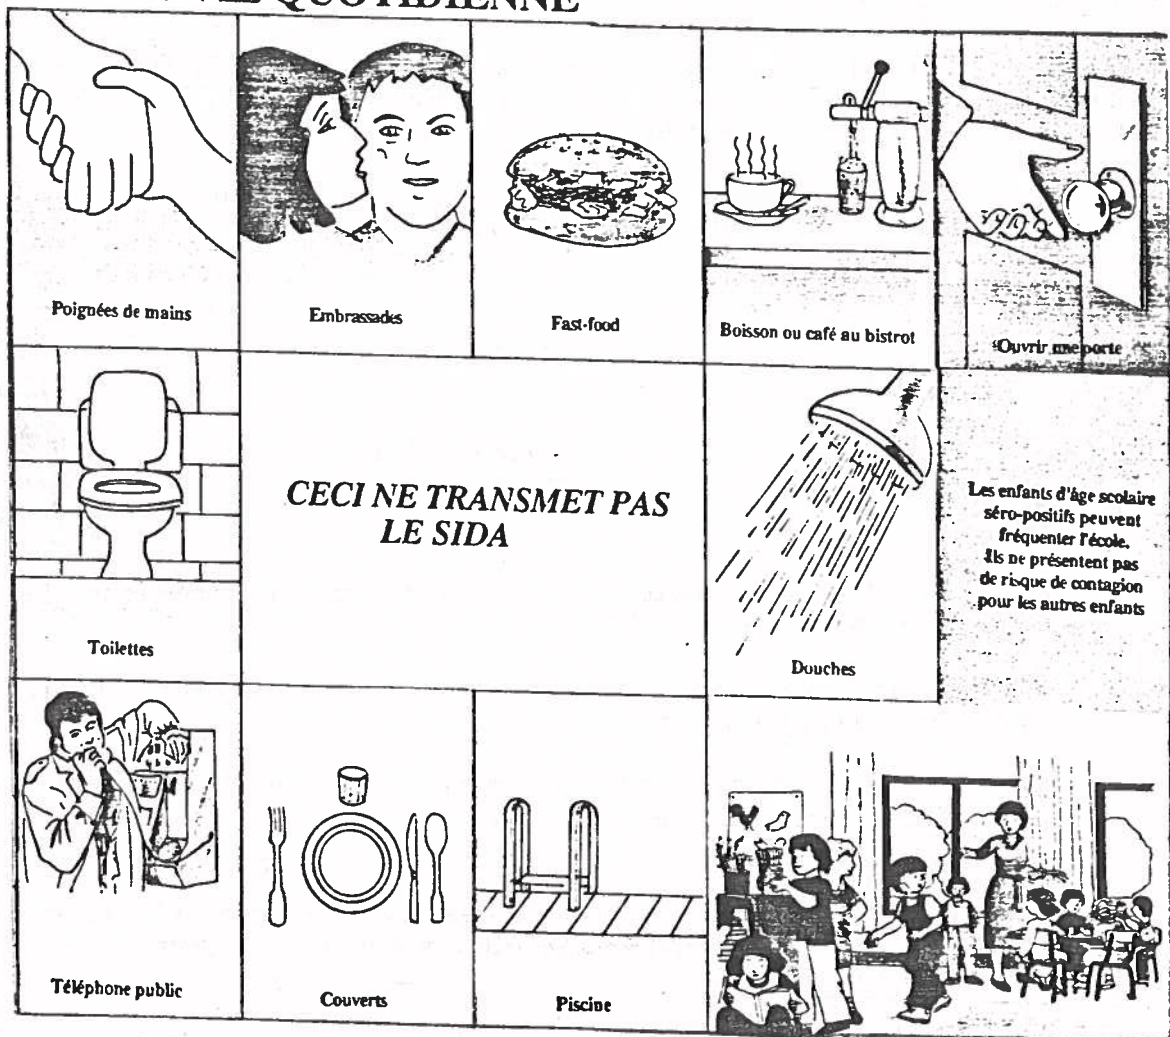 QUOTIDIENNE
Poignées de mains
Embrassades
Fast-food
Boisson ou café au bistrot
Ouvrir une porte
Toilettes
CECI NE TRANSMET PAS
LE SIDA
Douches
Les enfants d'âge scolaire
séro-positifs peuvent
fréquenter l'école.
Ils ne présentent pas
de risque de contagion
pour les autres enfants
Téléphone public
Couverts
Piscine